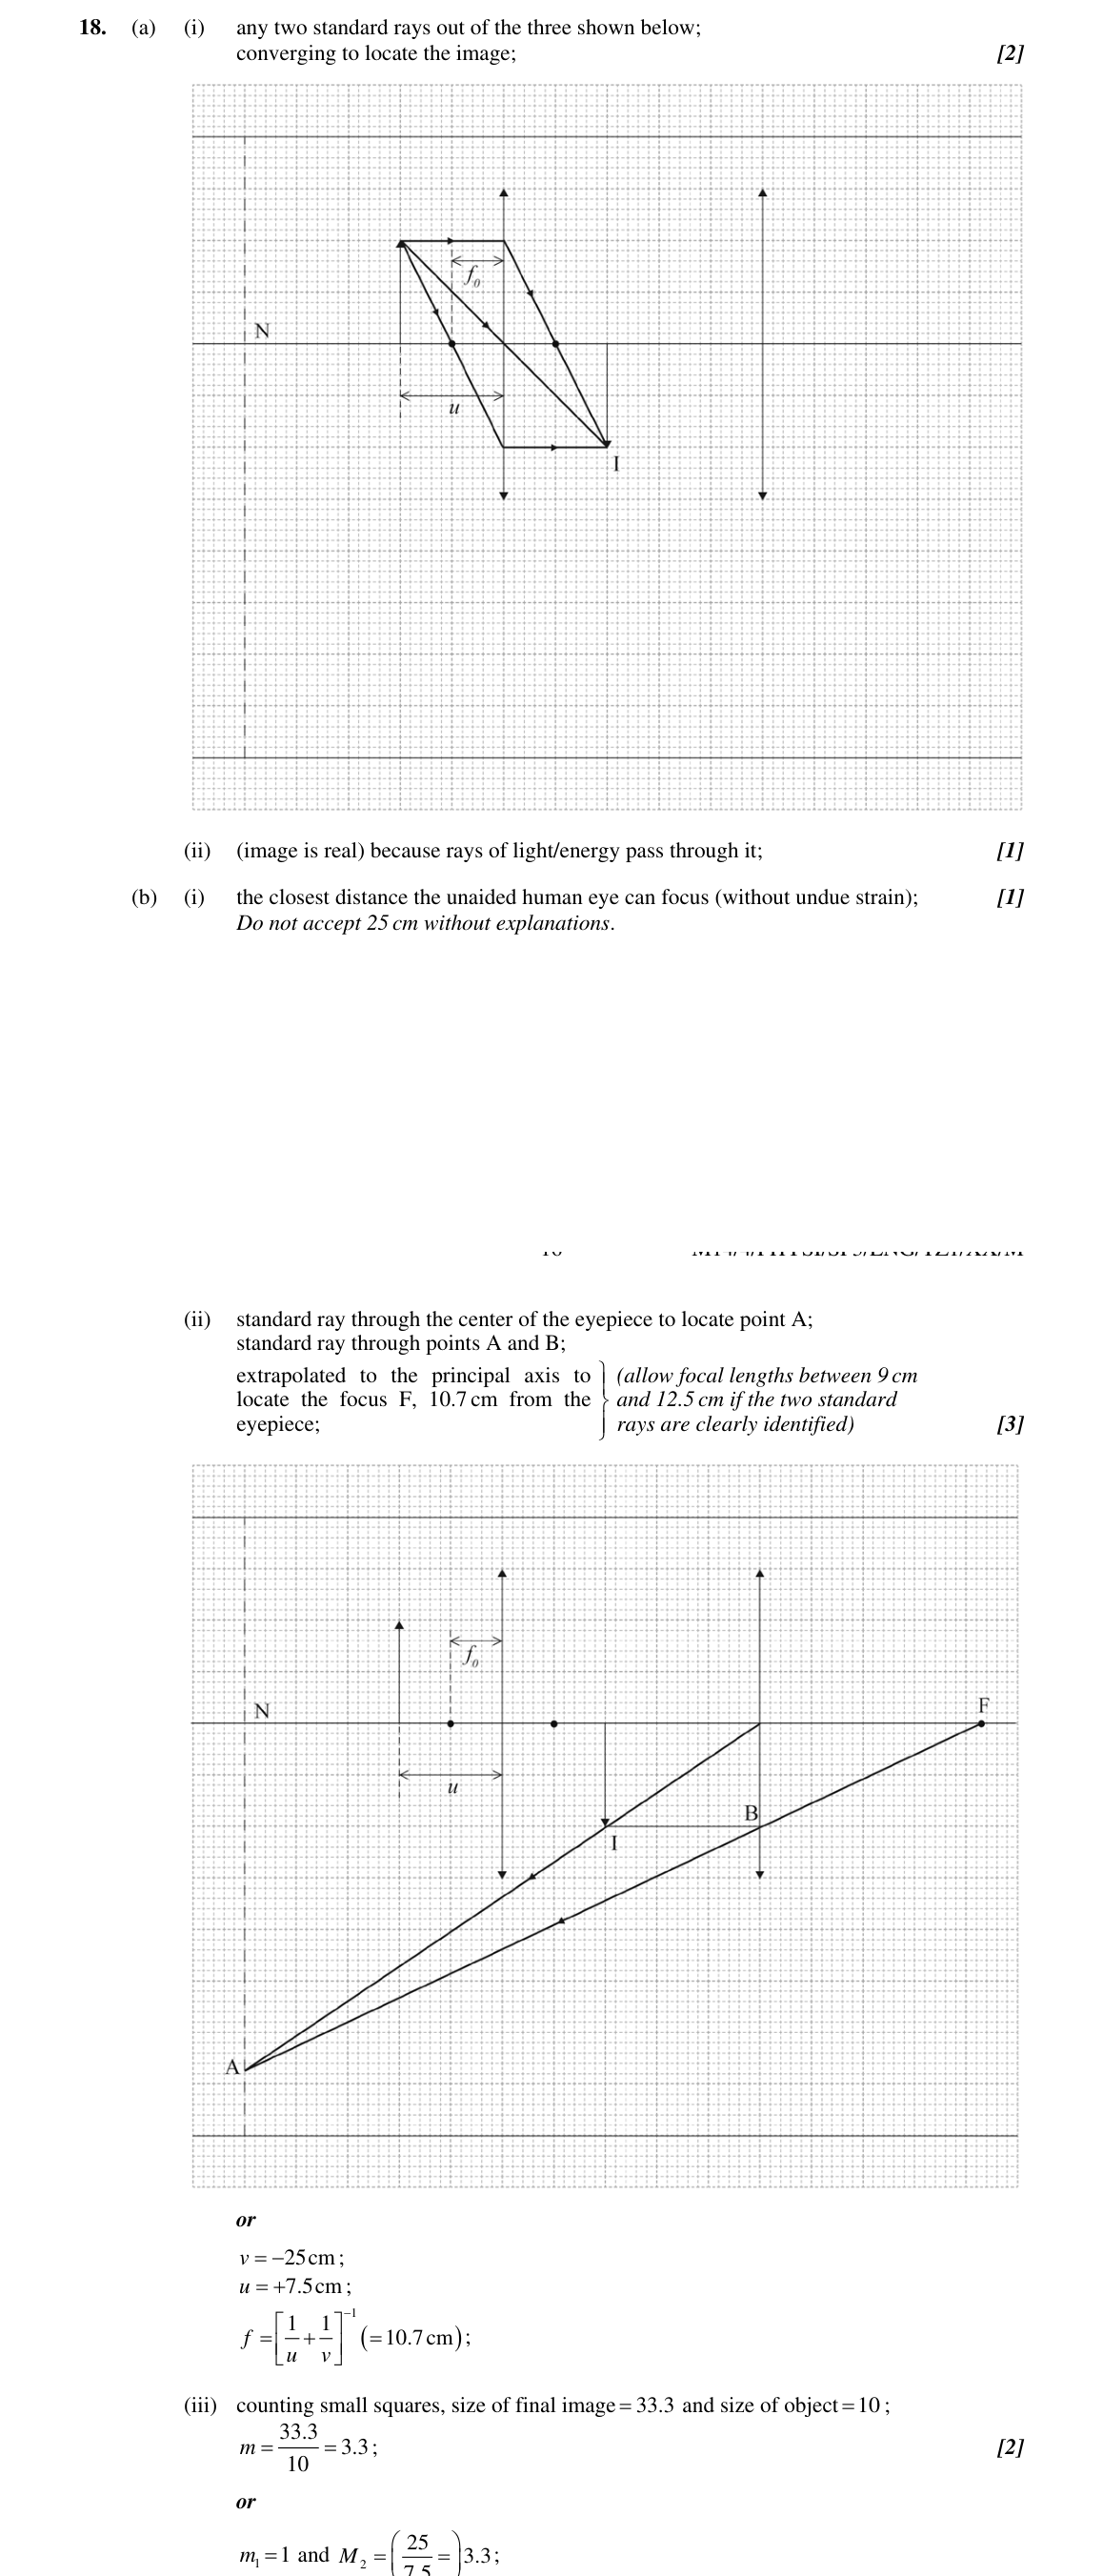 18. (a) (i) any two standard rays out of the three shown below;
converging to locate the image; [2]
f₀
N
u
I
(ii) (image is real) because rays of light/energy pass through it; [1]
(b) (i) the closest distance the unaided human eye can focus (without undue strain); [1]
Do not accept 25 cm without explanations.
(ii) standard ray through the center of the eyepiece to locate point A;
standard ray through points A and B;
extrapolated to the principal axis to locate the focus F, 10.7 cm from the eyepiece; (allow focal lengths between 9 cm and 12.5 cm if the two standard rays are clearly identified) [3]
f₀
N
F
u
B
I
A
or
v = −25 cm ;
u = +7.5 cm ;
f = [1/u + 1/v]⁻¹ (= 10.7 cm) ;
(iii) counting small squares, size of final image = 33.3 and size of object = 10 ;
m = 33.3/10 = 3.3 ; [2]
or
m₁ = 1 and M₂ = (25/7.5 =) 3.3 ;